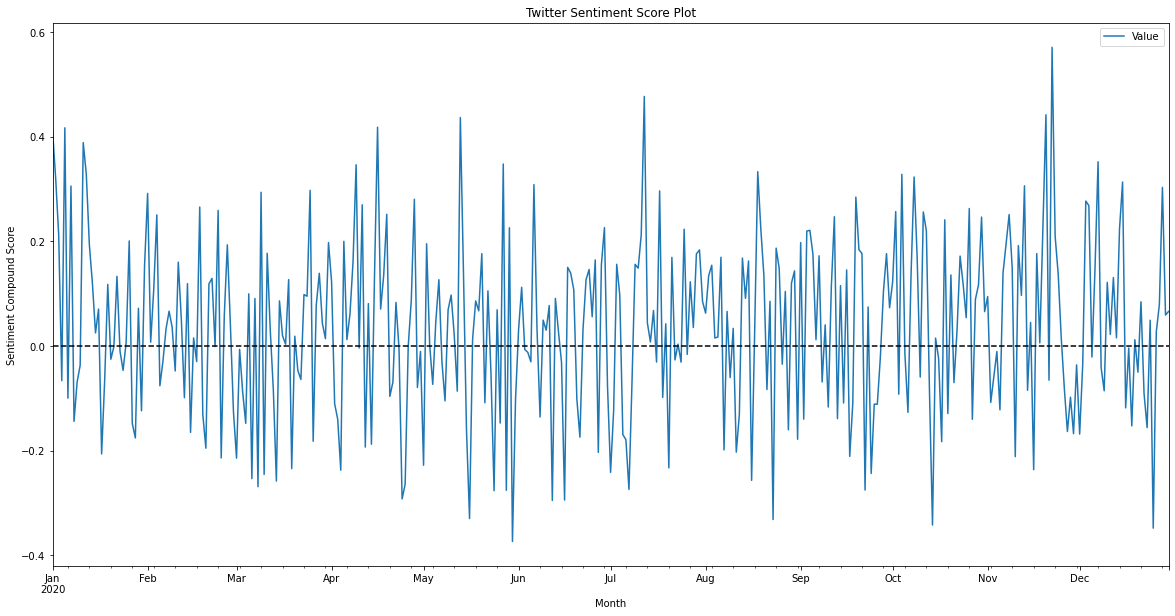 Twitter Sentiment Score Plot
Value
Sentiment Compound Score
0.6
0.4
0.2
0.0
−0.2
−0.4
Jan Feb Mar Apr May Jun Jul Aug Sep Oct Nov Dec
2020
Month